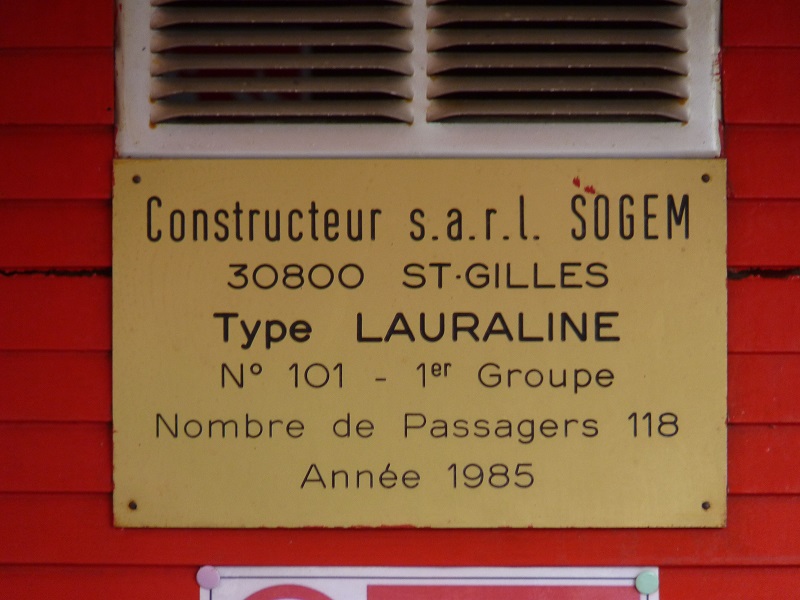 Constructeur s.a.r.l. SOGEM
30800 ST-GILLES
Type LAURALINE
N° 101 - 1er Groupe
Nombre de Passagers 118
Année 1985